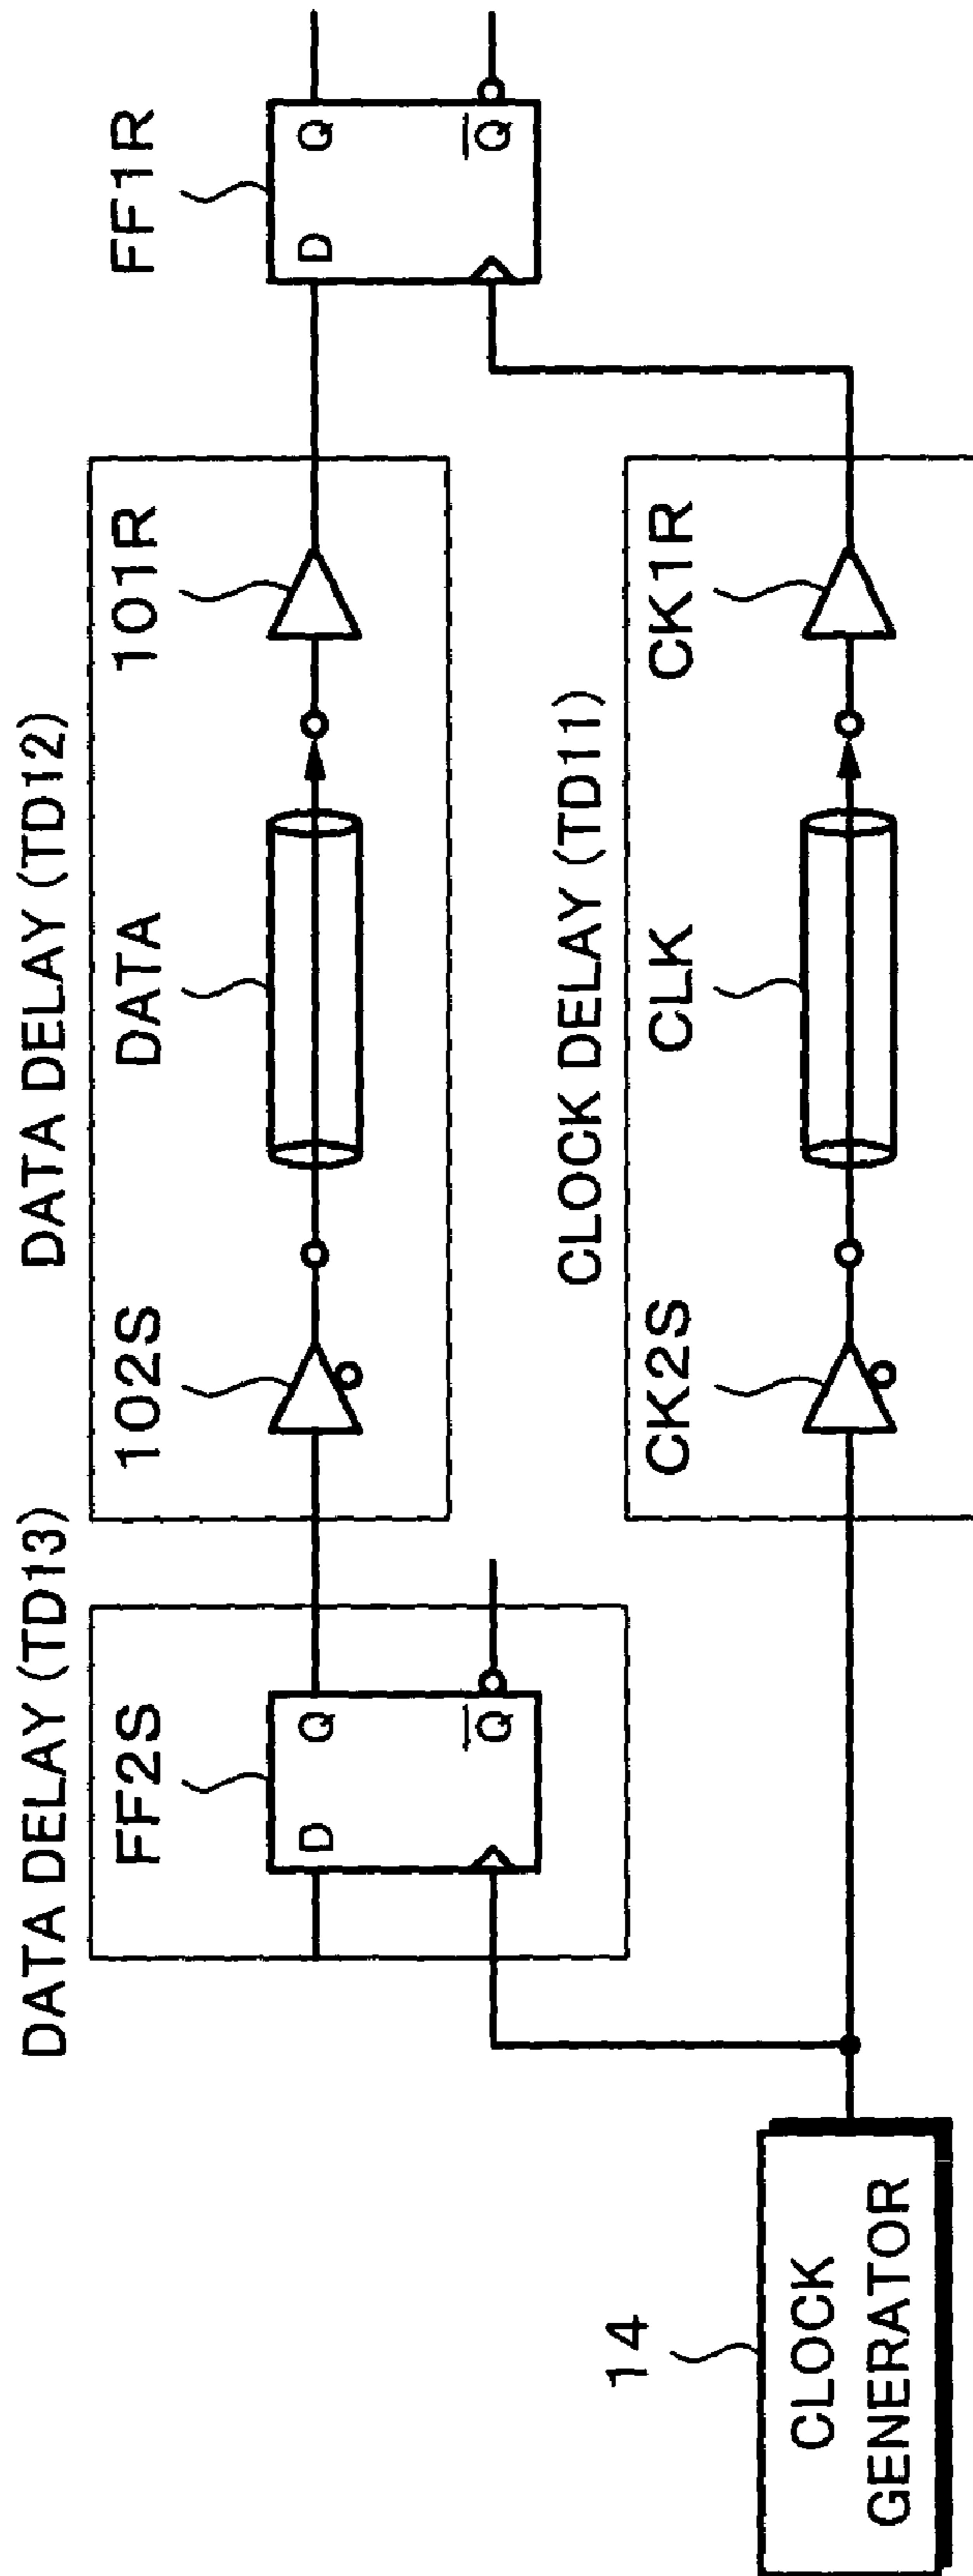 DATA DELAY (TD13)
DATA DELAY (TD12)
FF2S
102S
DATA
101R
FF1R
D
Q
Q
D
Q
Q
CLOCK DELAY (TD11)
CK2S
CLK
CK1R
14
CLOCK
GENERATOR